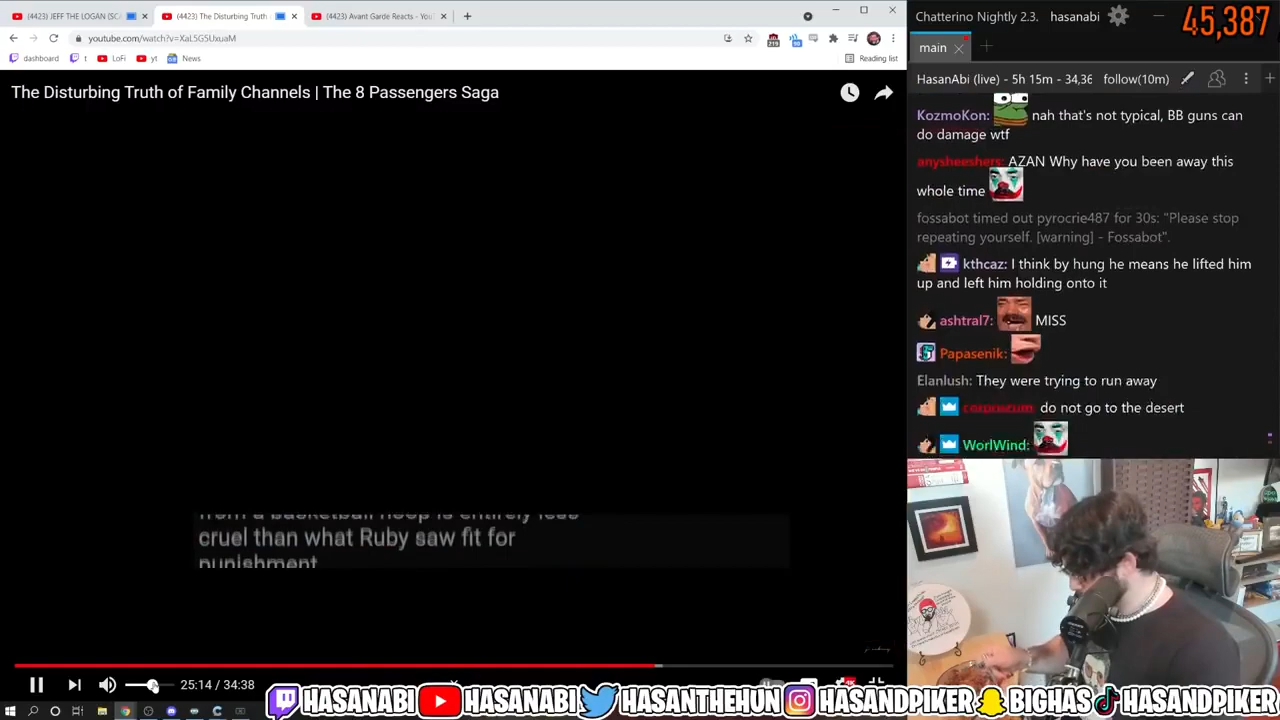 (4423) JEFF THE LOGAN (SCA
(4423) The Disturbing Truth
(4423) Avant Garde Reacts - You
youtube.com/watch?v=XaL5G5UxuaM
dashboard
t
LoFi
yt
News
Reading list
The Disturbing Truth of Family Channels | The 8 Passengers Saga
cruel than what Ruby saw fit for
punishment
25:14 / 34:38
Chatterino Nightly 2.3.
hasanabi
45,387
main
HasanAbi (live) - 5h 15m - 34,36
follow(10m)
KozmoKon: nah that's not typical, BB guns can
do damage wtf
anysheeshers: AZAN Why have you been away this
whole time
fossabot timed out pyrocrie487 for 30s: "Please stop
repeating yourself. [warning] - Fossabot".
kthcaz: I think by hung he means he lifted him
up and left him holding onto it
ashtral7: MISS
Papasenik:
Elanlush: They were trying to run away
do not go to the desert
WorlWind:
HASANABI HASANABI HASANTHEHUN HASANDPIKER BIGHAS HASANDPIKER